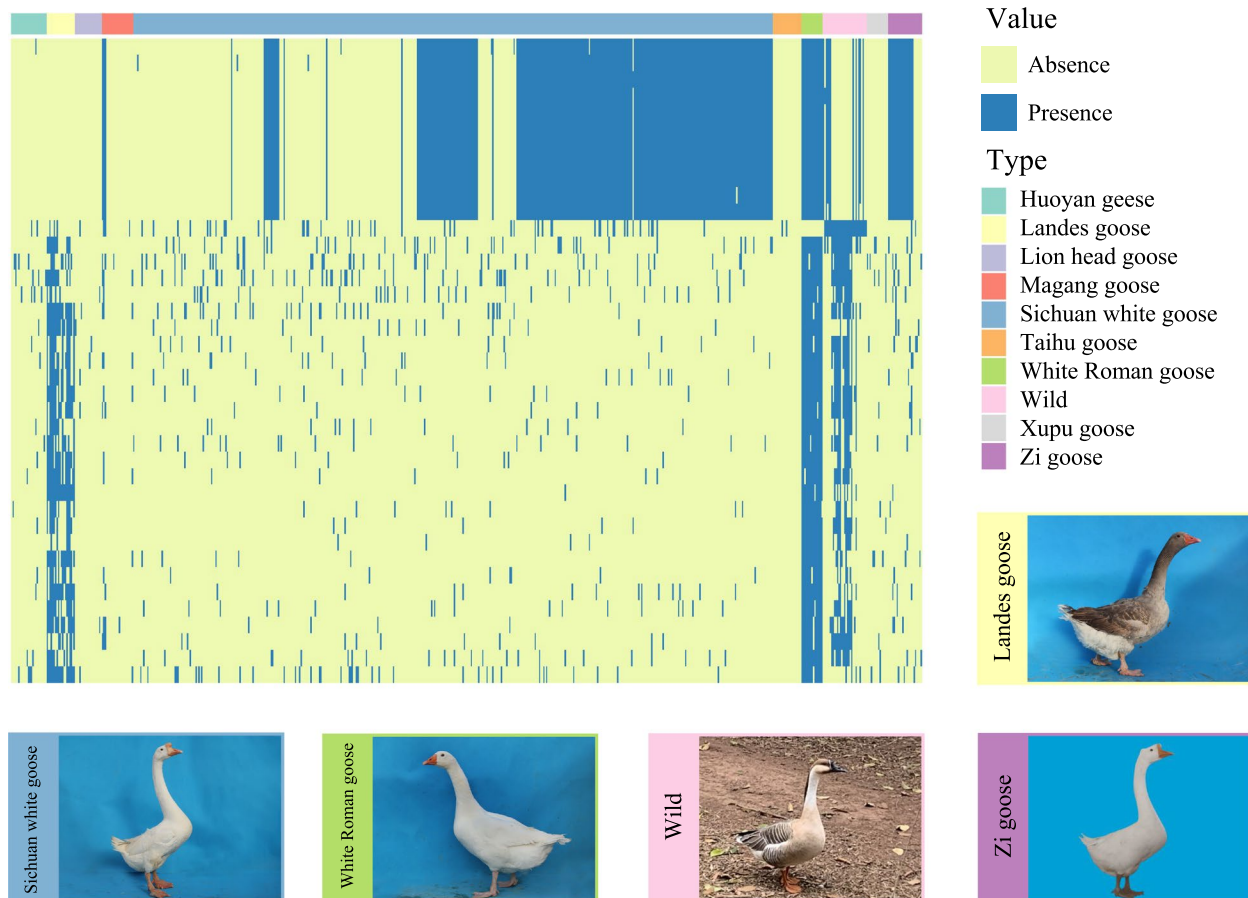 Value
Absence
Presence
Type
Huoyan geese
Landes goose
Lion head goose
Magang goose
Sichuan white goose
Taihu goose
White Roman goose
Wild
Xupu goose
Zi goose
Landes goose
Sichuan white goose
White Roman goose
Wild
Zi goose